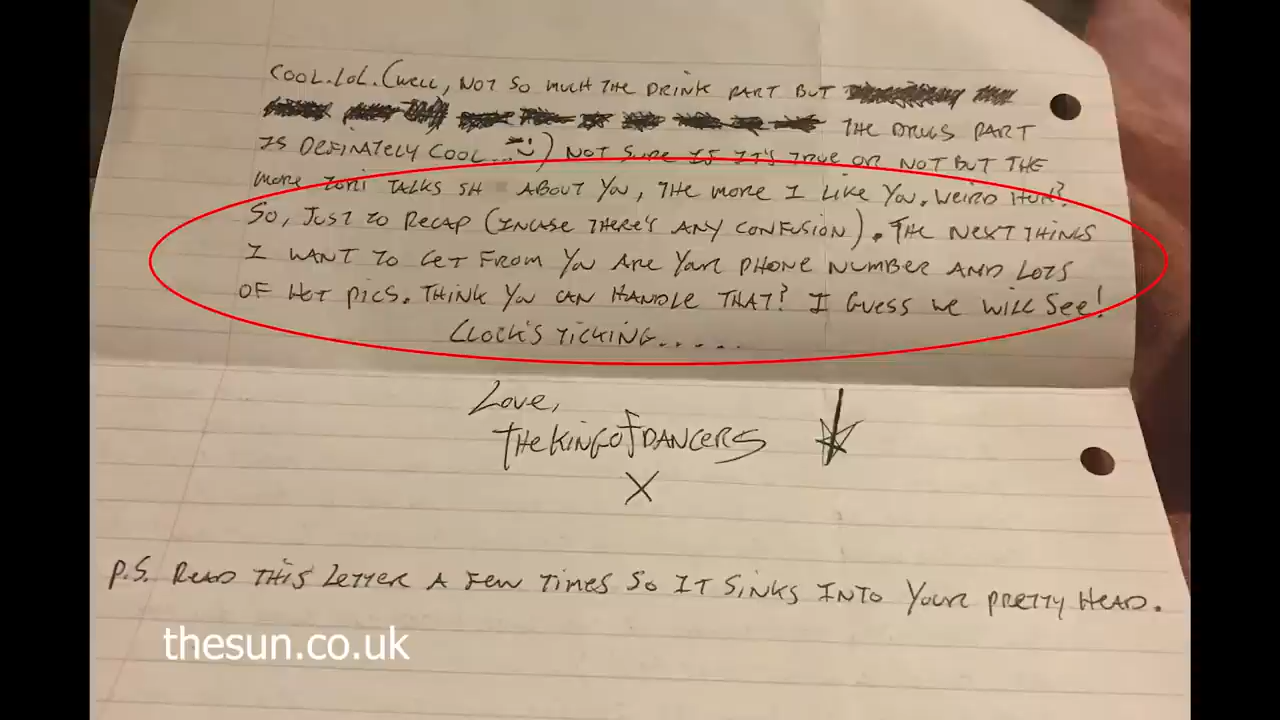 COOL.LOL.(WELL, NOT SO MUCH THE DRINK PART BUT
THE DRUGS PART
IS DEFINATELY COOL...=:) NOT SURE IF IT'S TRUE OR NOT BUT THE
MORE TORI TALKS SH ABOUT YOU, THE MORE I LIKE YOU. WEIRD HUH?
SO, JUST TO RECAP (INCASE THERE'S ANY CONFUSION). THE NEXT THINGS
I WANT TO GET FROM YOU ARE YOUR PHONE NUMBER AND LOTS
OF HOT PICS. THINK YOU CAN HANDLE THAT? I GUESS WE WILL SEE!
CLOCK'S TICKING.....
LOVE,
THEKINGOFDANCERS
X
P.S. READ THIS LETTER A FEW TIMES SO IT SINKS INTO YOUR PRETTY HEAD.
thesun.co.uk